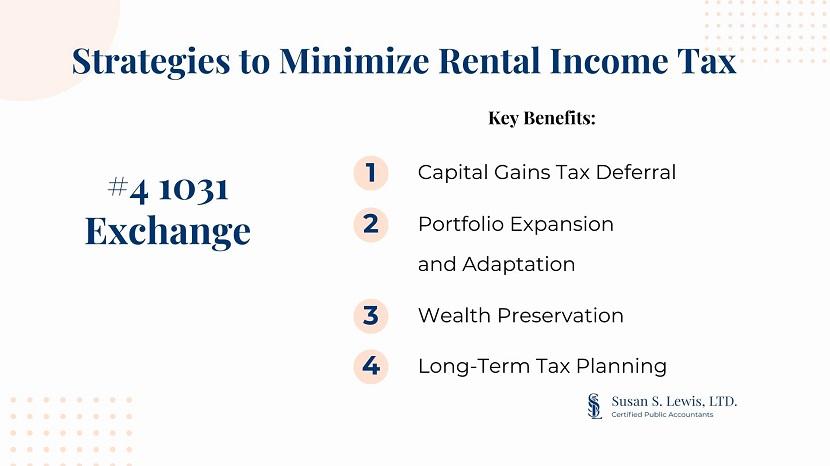 Strategies to Minimize Rental Income Tax
Key Benefits:
#4 1031
Exchange
1 Capital Gains Tax Deferral
2 Portfolio Expansion
and Adaptation
3 Wealth Preservation
4 Long-Term Tax Planning
Susan S. Lewis, LTD.
Certified Public Accountants